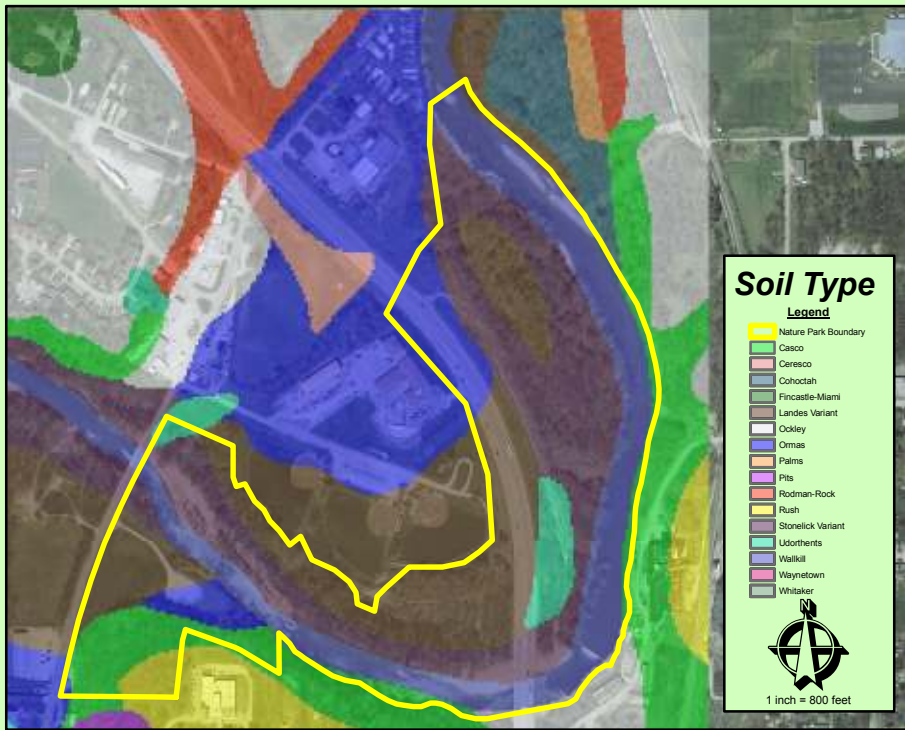 Soil Type
Legend
Nature Park Boundary
Casco
Ceresco
Cohoctah
Fincastle-Miami
Landes Variant
Ockley
Ormas
Palms
Pits
Rodman-Rock
Rush
Stonelick Variant
Udorthents
Wallkill
Waynetown
Whitaker
N
1 inch = 800 feet